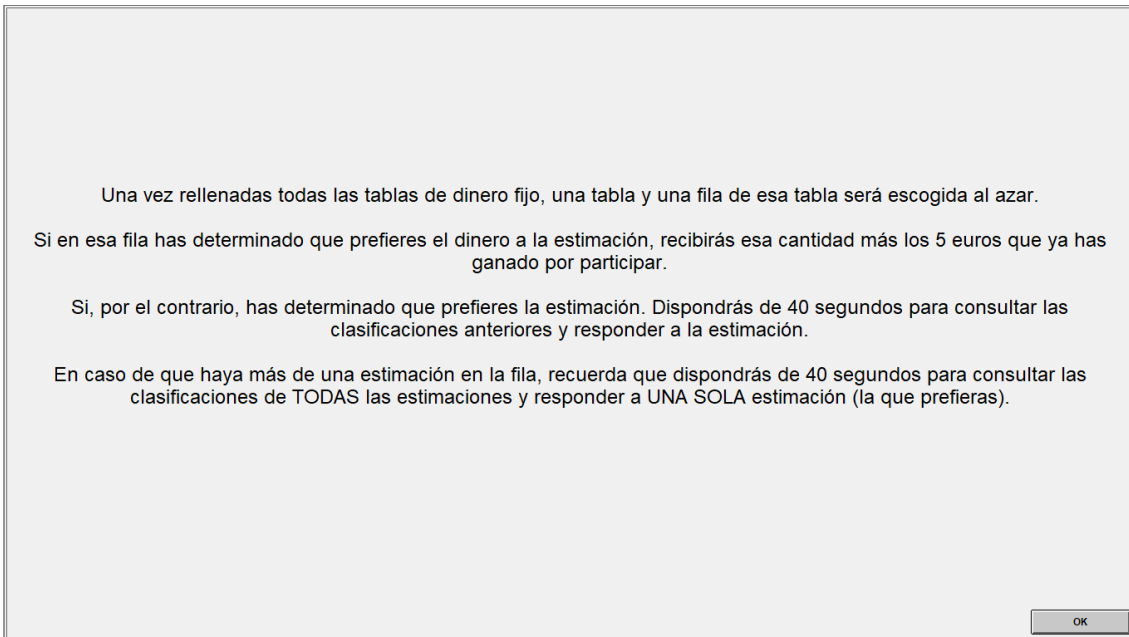 Una vez rellenadas todas las tablas de dinero fijo, una tabla y una fila de esa tabla será escogida al azar.
Si en esa fila has determinado que prefieres el dinero a la estimación, recibirás esa cantidad más los 5 euros que ya has
ganado por participar.
Si, por el contrario, has determinado que prefieres la estimación. Dispondrás de 40 segundos para consultar las
clasificaciones anteriores y responder a la estimación.
En caso de que haya más de una estimación en la fila, recuerda que dispondrás de 40 segundos para consultar las
clasificaciones de TODAS las estimaciones y responder a UNA SOLA estimación (la que prefieras).
OK